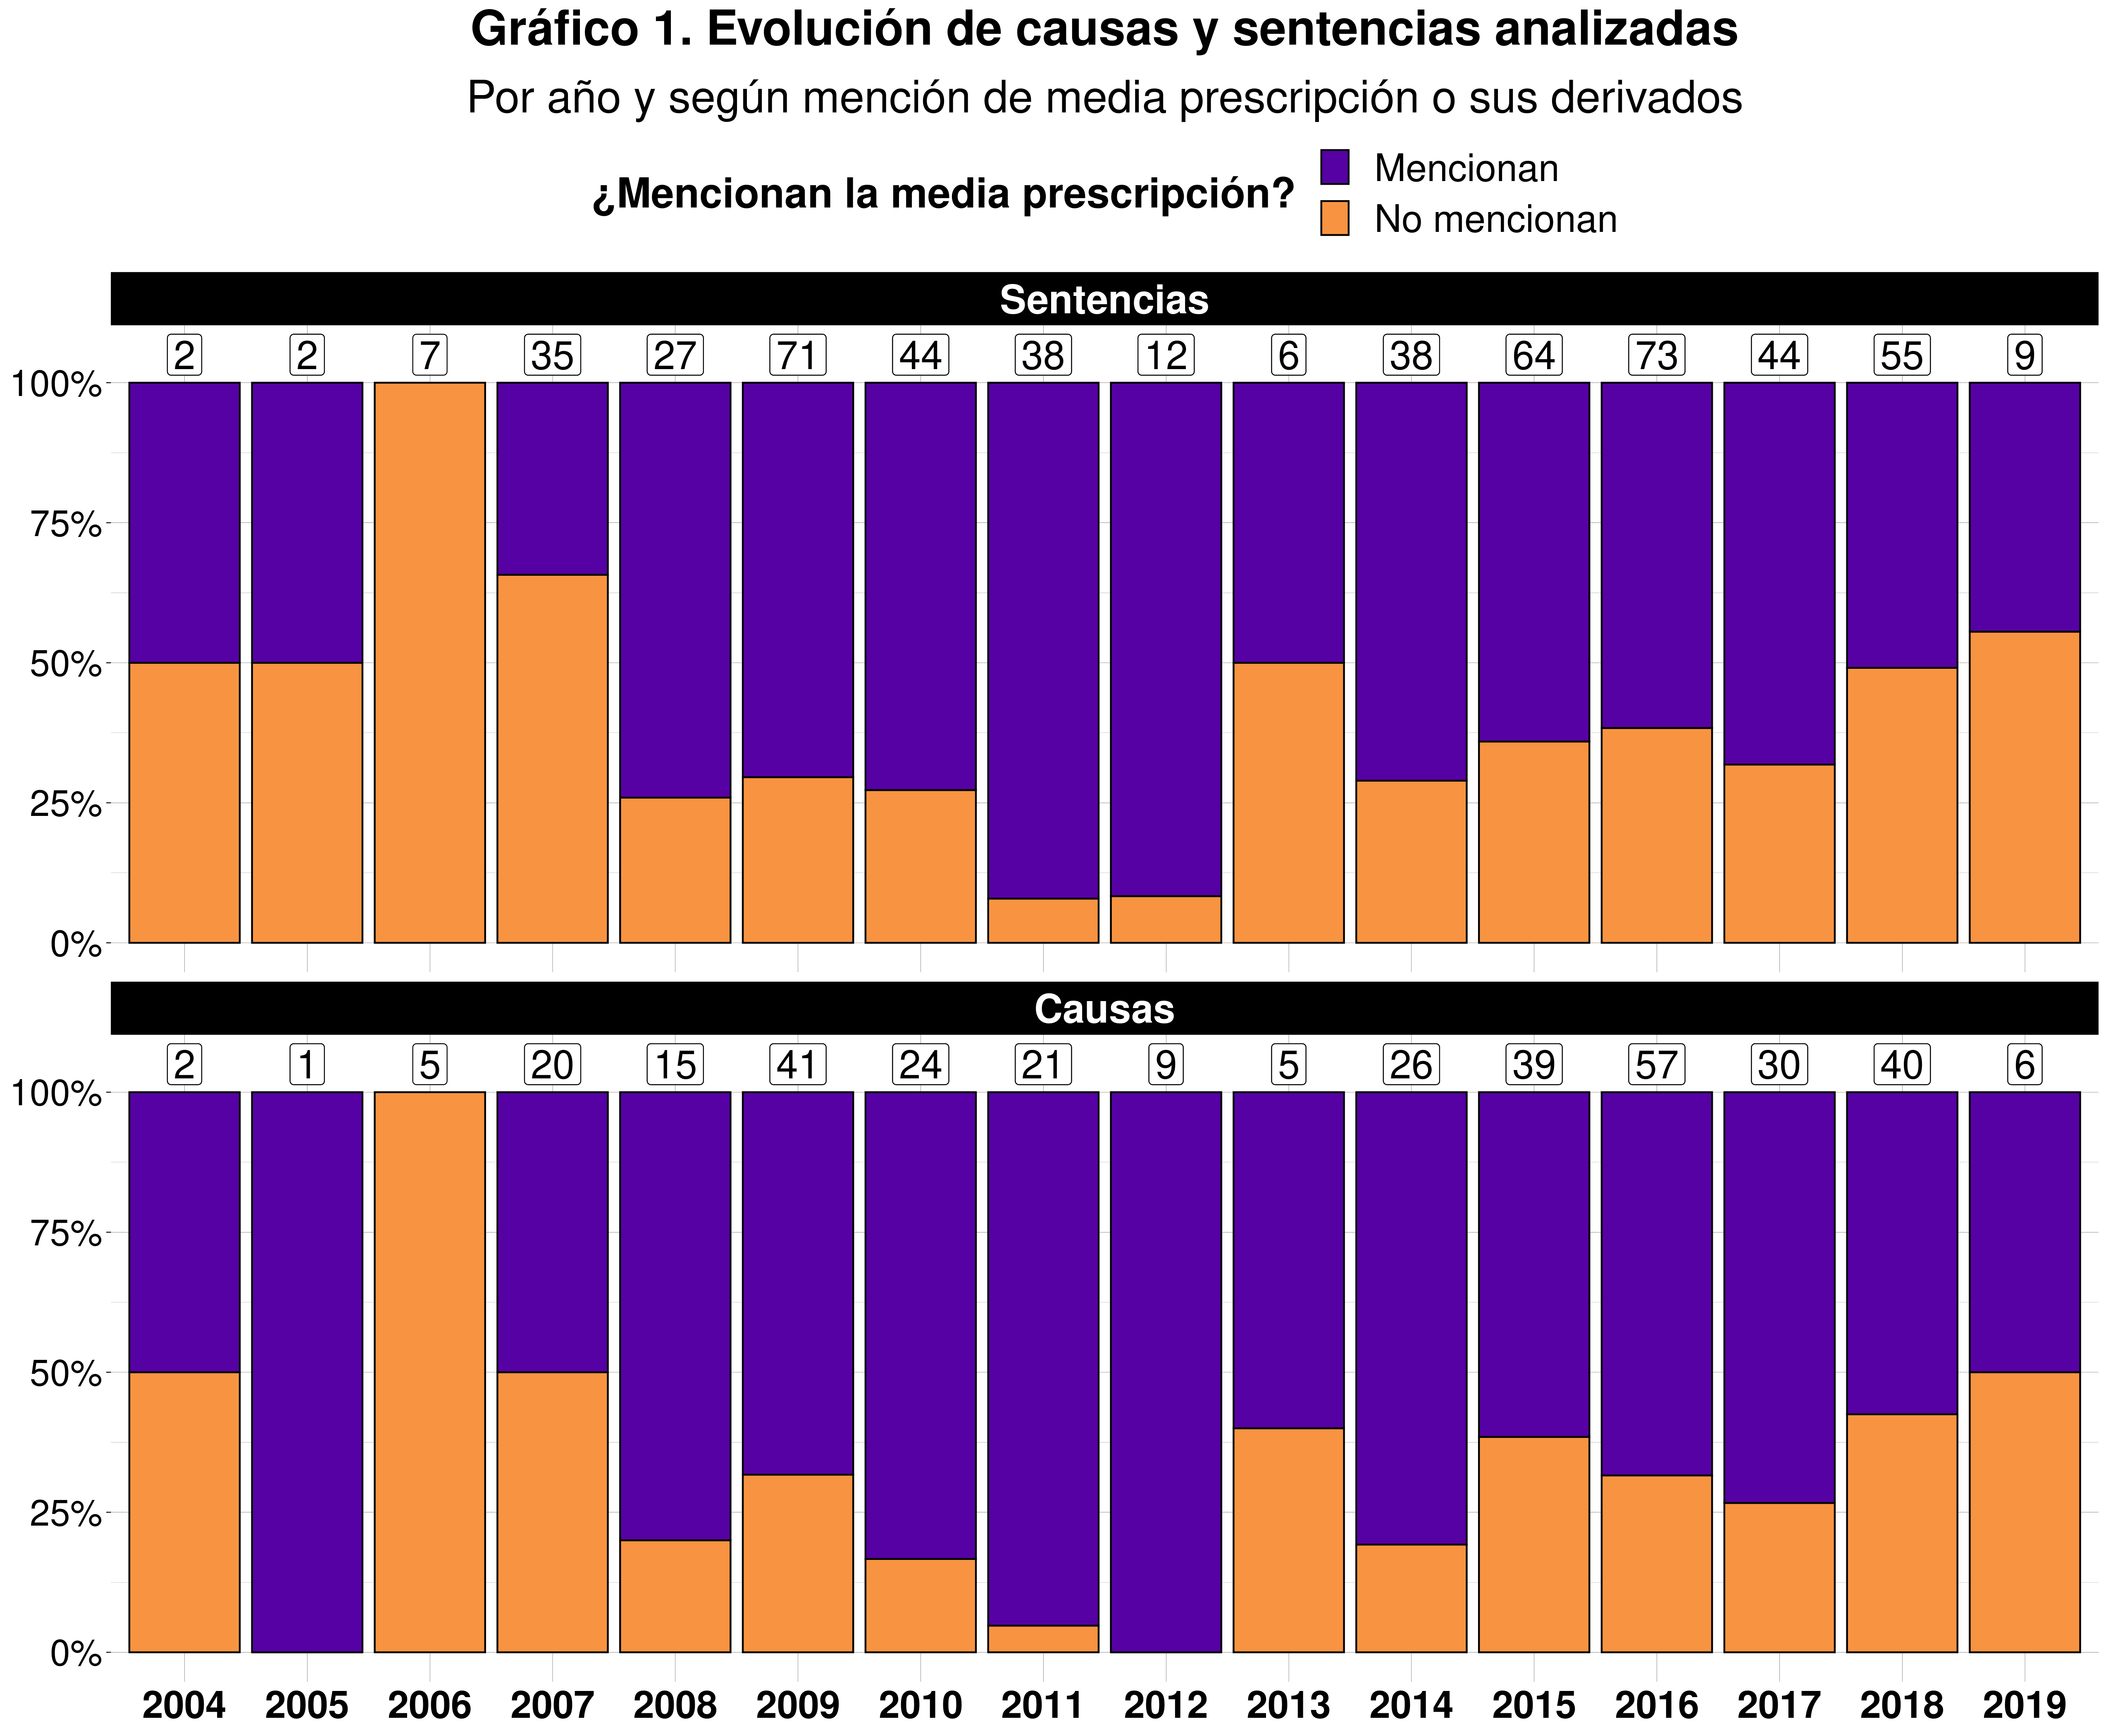 Gráfico 1. Evolución de causas y sentencias analizadas
Por año y según mención de media prescripción o sus derivados
¿Mencionan la media prescripción?
Mencionan
No mencionan
Sentencias
2 2 7 35 27 71 44 38 12 6 38 64 73 44 55 9
100%
75%
50%
25%
0%
Causas
2 1 5 20 15 41 24 21 9 5 26 39 57 30 40 6
100%
75%
50%
25%
0%
2004 2005 2006 2007 2008 2009 2010 2011 2012 2013 2014 2015 2016 2017 2018 2019